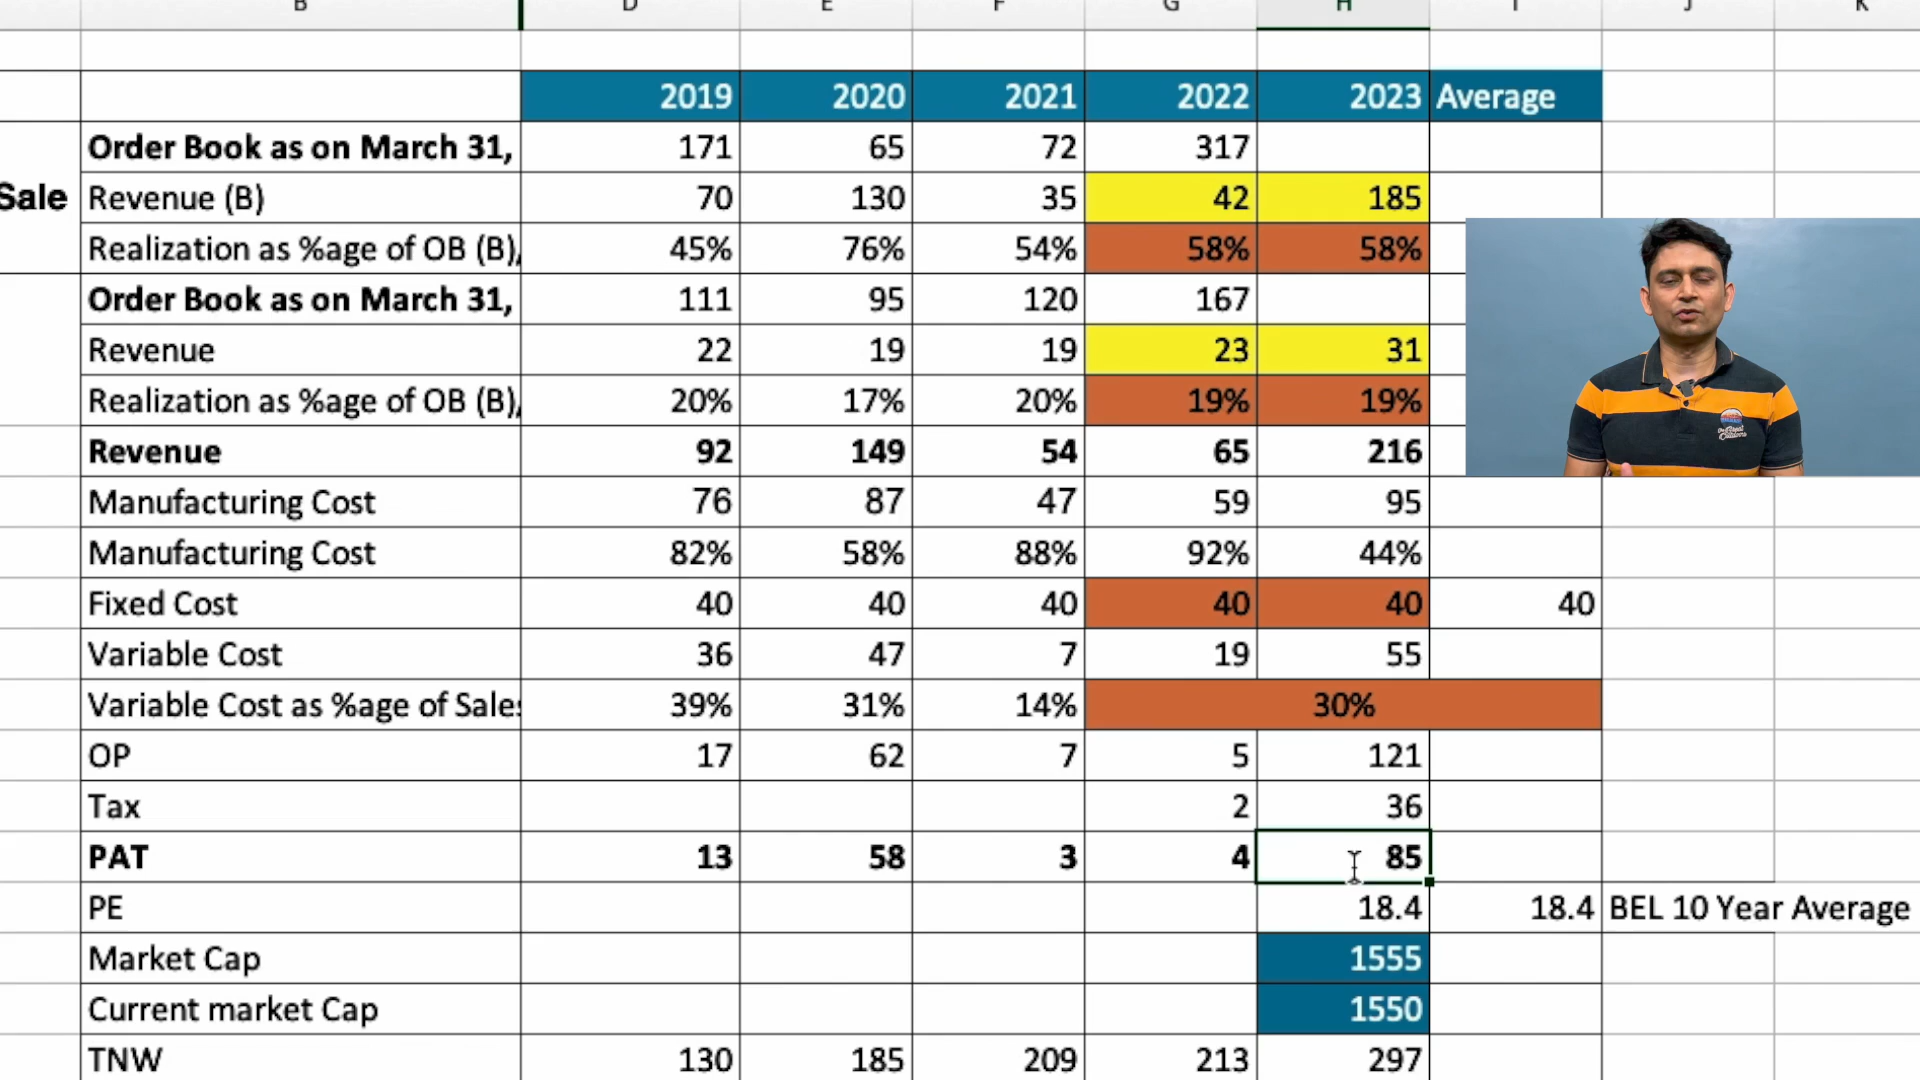 B D E F G H I J K
2019 2020 2021 2022 2023 Average
Order Book as on March 31, 171 65 72 317
Sale Revenue (B) 70 130 35 42 185
Realization as %age of OB (B), 45% 76% 54% 58% 58%
Order Book as on March 31, 111 95 120 167
Revenue 22 19 19 23 31
Realization as %age of OB (B), 20% 17% 20% 19% 19%
Revenue 92 149 54 65 216
Manufacturing Cost 76 87 47 59 95
Manufacturing Cost 82% 58% 88% 92% 44%
Fixed Cost 40 40 40 40 40 40
Variable Cost 36 47 7 19 55
Variable Cost as %age of Sales 39% 31% 14% 30%
OP 17 62 7 5 121
Tax 2 36
PAT 13 58 3 4 85
PE 18.4 18.4 BEL 10 Year Average
Market Cap 1555
Current market Cap 1550
TNW 130 185 209 213 297